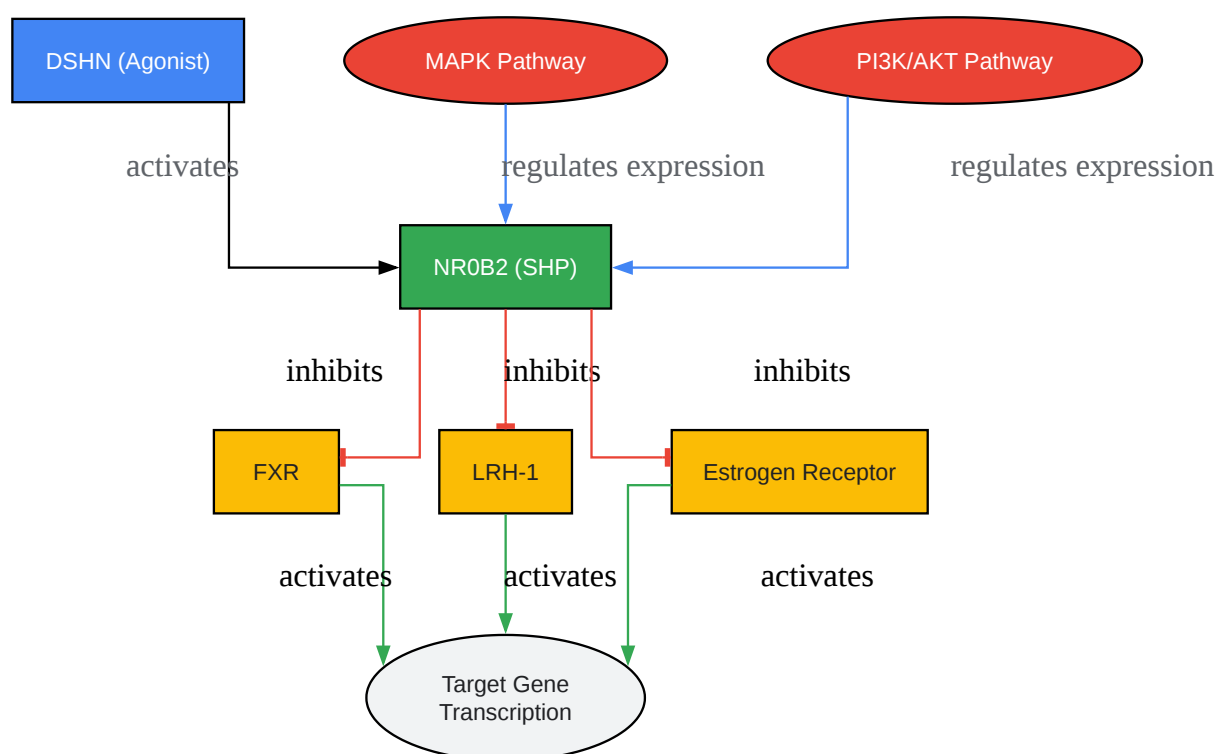 DSHN (Agonist)
MAPK Pathway
PI3K/AKT Pathway
activates
regulates expression
regulates expression
NR0B2 (SHP)
inhibits
inhibits
inhibits
FXR
LRH-1
Estrogen Receptor
activates
activates
activates
Target Gene
Transcription